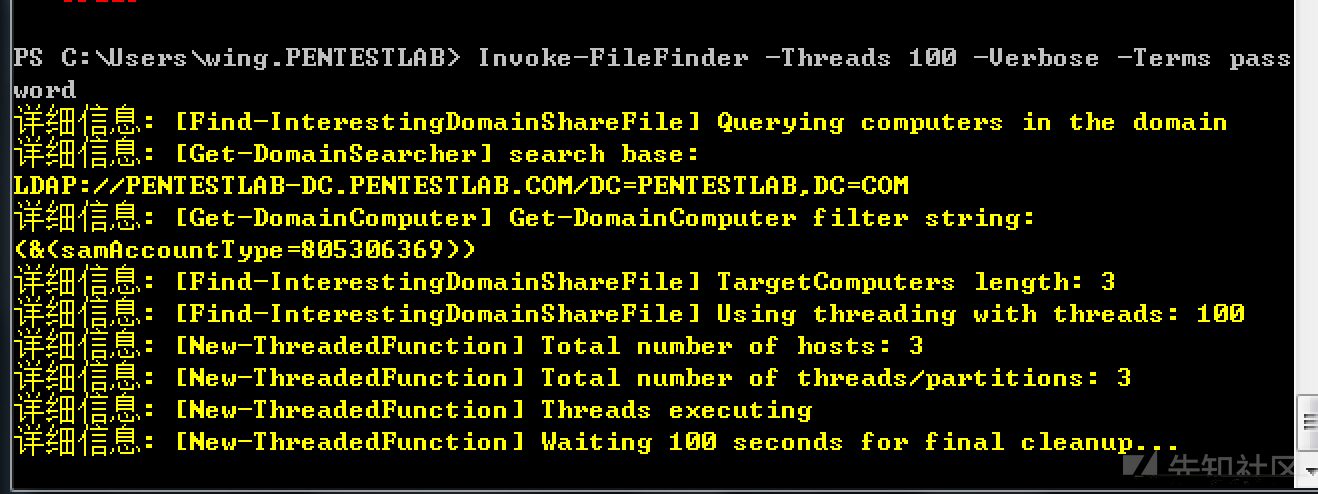 PS C:\Users\wing.PENTESTLAB> Invoke-FileFinder -Threads 100 -Verbose -Terms pass
word
详细信息: [Find-InterestingDomainShareFile] Querying computers in the domain
详细信息: [Get-DomainSearcher] search base:
LDAP://PENTESTLAB-DC.PENTESTLAB.COM/DC=PENTESTLAB,DC=COM
详细信息: [Get-DomainComputer] Get-DomainComputer filter string:
(&(samAccountType=805306369))
详细信息: [Find-InterestingDomainShareFile] TargetComputers length: 3
详细信息: [Find-InterestingDomainShareFile] Using threading with threads: 100
详细信息: [New-ThreadedFunction] Total number of hosts: 3
详细信息: [New-ThreadedFunction] Total number of threads/partitions: 3
详细信息: [New-ThreadedFunction] Threads executing
详细信息: [New-ThreadedFunction] Waiting 100 seconds for final cleanup...
先知社区